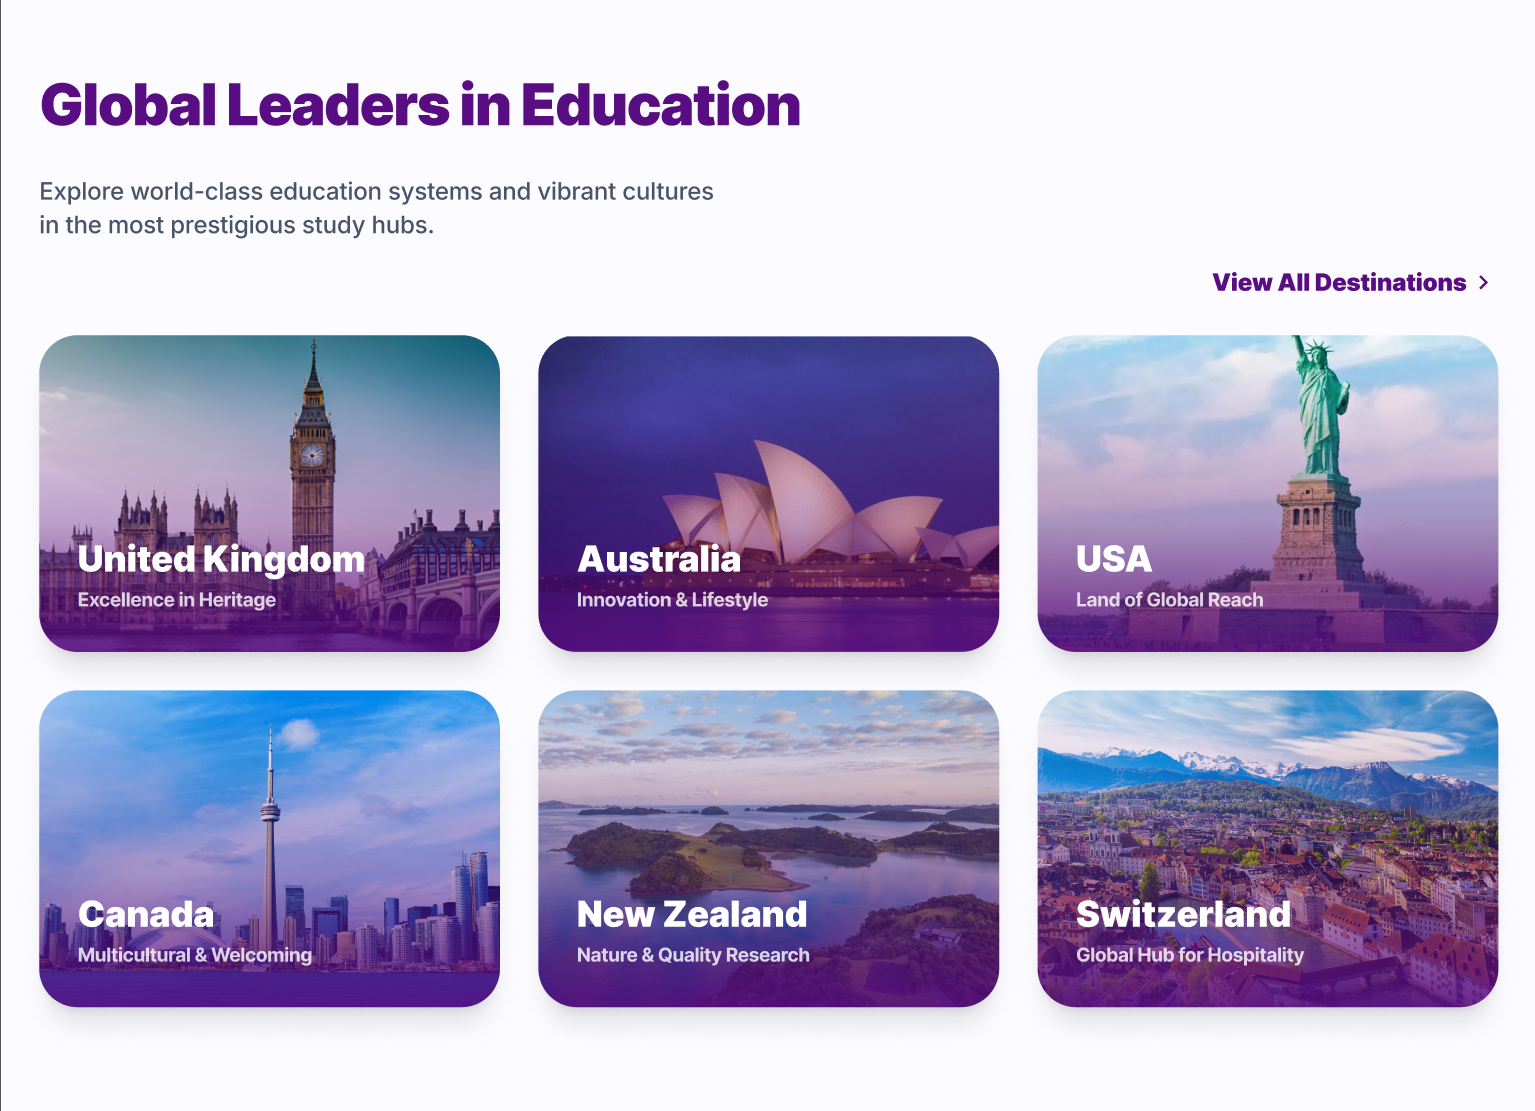 Global Leaders in Education
Explore world-class education systems and vibrant cultures
in the most prestigious study hubs.
View All Destinations
United Kingdom
Excellence in Heritage
Australia
Innovation & Lifestyle
USA
Land of Global Reach
Canada
Multicultural & Welcoming
New Zealand
Nature & Quality Research
Switzerland
Global Hub for Hospitality